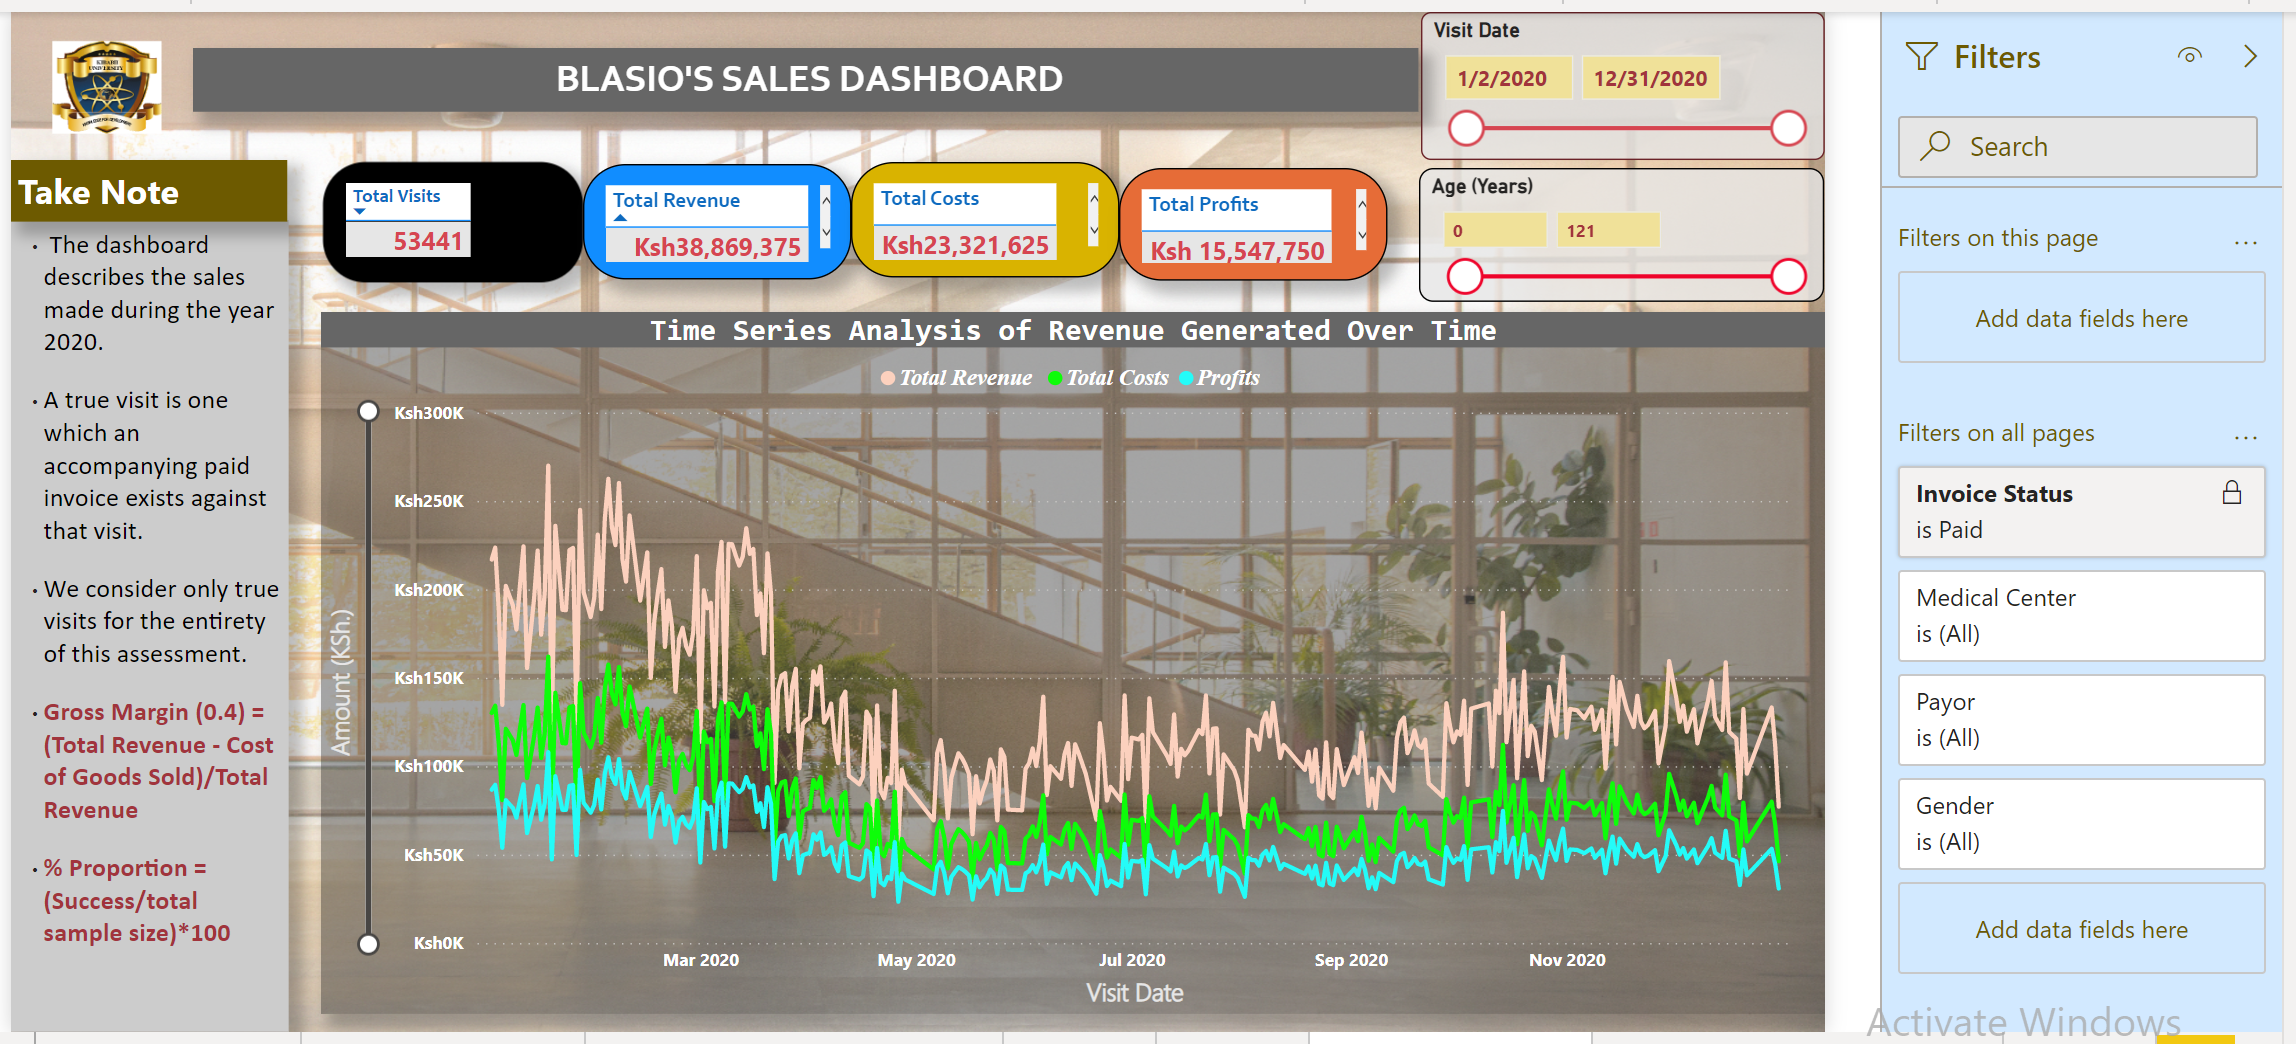 BLASIO'S SALES DASHBOARD
Visit Date
1/2/2020
12/31/2020
Age (Years)
0
121
Take Note
· The dashboard
describes the sales
made during the year
2020.
· A true visit is one
which an
accompanying paid
invoice exists against
that visit.
· We consider only true
visits for the entirety
of this assessment.
· Gross Margin (0.4) =
(Total Revenue - Cost
of Goods Sold)/Total
Revenue
· % Proportion =
(Success/total
sample size)*100
Total Visits
53441
Total Revenue
Ksh38,869,375
Total Costs
Ksh23,321,625
Total Profits
Ksh 15,547,750
Time Series Analysis of Revenue Generated Over Time
Total Revenue
Total Costs
Profits
Amount (KSh.)
Ksh300K
Ksh250K
Ksh200K
Ksh150K
Ksh100K
Ksh50K
Ksh0K
Mar 2020
May 2020
Jul 2020
Sep 2020
Nov 2020
Visit Date
Filters
Search
Filters on this page
...
Add data fields here
Filters on all pages
...
Invoice Status
is Paid
Medical Center
is (All)
Payor
is (All)
Gender
is (All)
Add data fields here
Activate Windows